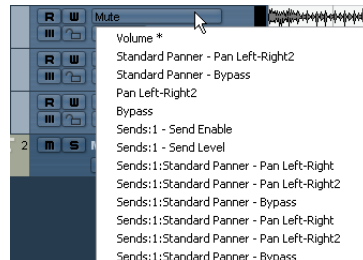 R W Mute
Volume *
Standard Panner - Pan Left-Right2
R W
Standard Panner - Bypass
Pan Left-Right2
R W
Bypass
Sends:1 - Send Enable
2 m S
Sends:1 - Send Level
Sends:1:Standard Panner - Pan Left-Right
Sends:1:Standard Panner - Pan Left-Right2
Sends:1:Standard Panner - Bypass
Sends:1:Standard Panner - Pan Left-Right
Sends:1:Standard Panner - Pan Left-Right2
Sends:1:Standard Panner - Bypass